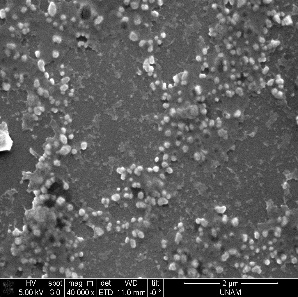 HV spot mag det WD tilt 2 µm
5.00 kV 3.0 40 000 x ETD 11.0 mm UNAM